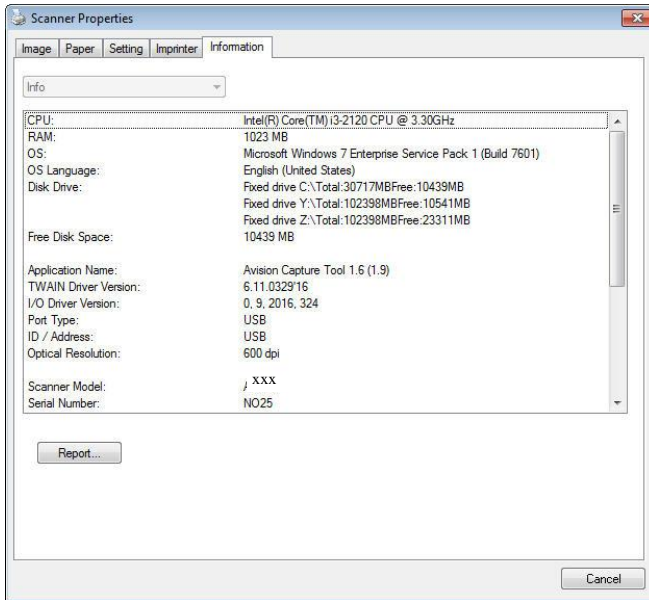 Scanner Properties
Image Paper Setting Imprinter Information
Info
CPU: Intel(R) Core(TM) i3-2120 CPU @ 3.30GHz
RAM: 1023 MB
OS: Microsoft Windows 7 Enterprise Service Pack 1 (Build 7601)
OS Language: English (United States)
Disk Drive: Fixed drive C:\Total:30717MBFree:10439MB
Fixed drive Y:\Total:102398MBFree:10541MB
Fixed drive Z:\Total:102398MBFree:23311MB
Free Disk Space: 10439 MB
Application Name: Avision Capture Tool 1.6 (1.9)
TWAIN Driver Version: 6.11.0329'16
I/O Driver Version: 0, 9, 2016, 324
Port Type: USB
ID / Address: USB
Optical Resolution: 600 dpi
Scanner Model: xxx
Serial Number: NO25
Report...
Cancel